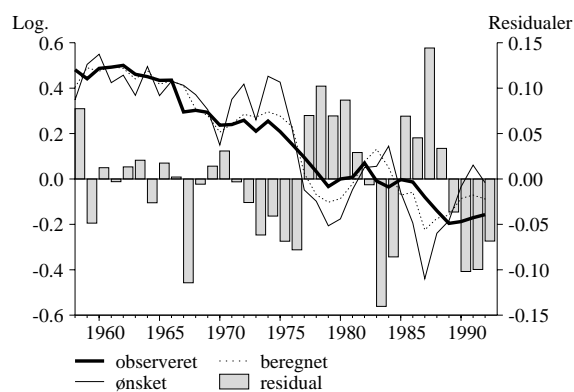 Log. Residualer
0.6 0.15
0.4 0.10
0.2 0.05
0.0 0.00
-0.2 -0.05
-0.4 -0.10
-0.6 -0.15
1960 1965 1970 1975 1980 1985 1990
observeret beregnet
ønsket residual